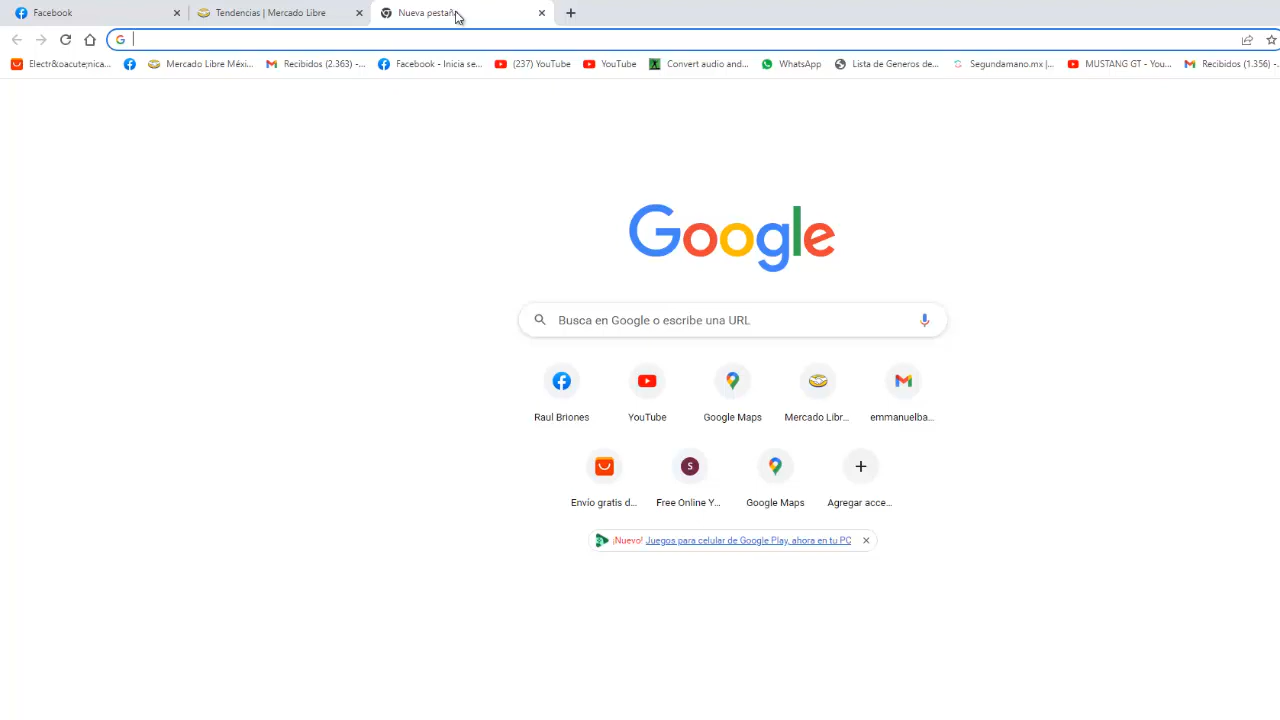 Facebook
Tendencias | Mercado Libre
Nueva pestaña
Electr&oacute;nica...
Mercado Libre Méxi...
Recibidos (2.363) -...
Facebook - Inicia se...
(237) YouTube
YouTube
Convert audio and...
WhatsApp
Lista de Generos de...
Segundamano.mx |...
MUSTANG GT - You...
Recibidos (1.356) -...
Google
Busca en Google o escribe una URL
Raul Briones
YouTube
Google Maps
Mercado Libr...
emmanuelba...
S
Envío gratis d...
Free Online Y...
Google Maps
Agregar acce...
¡Nuevo! Juegos para celular de Google Play, ahora en tu PC